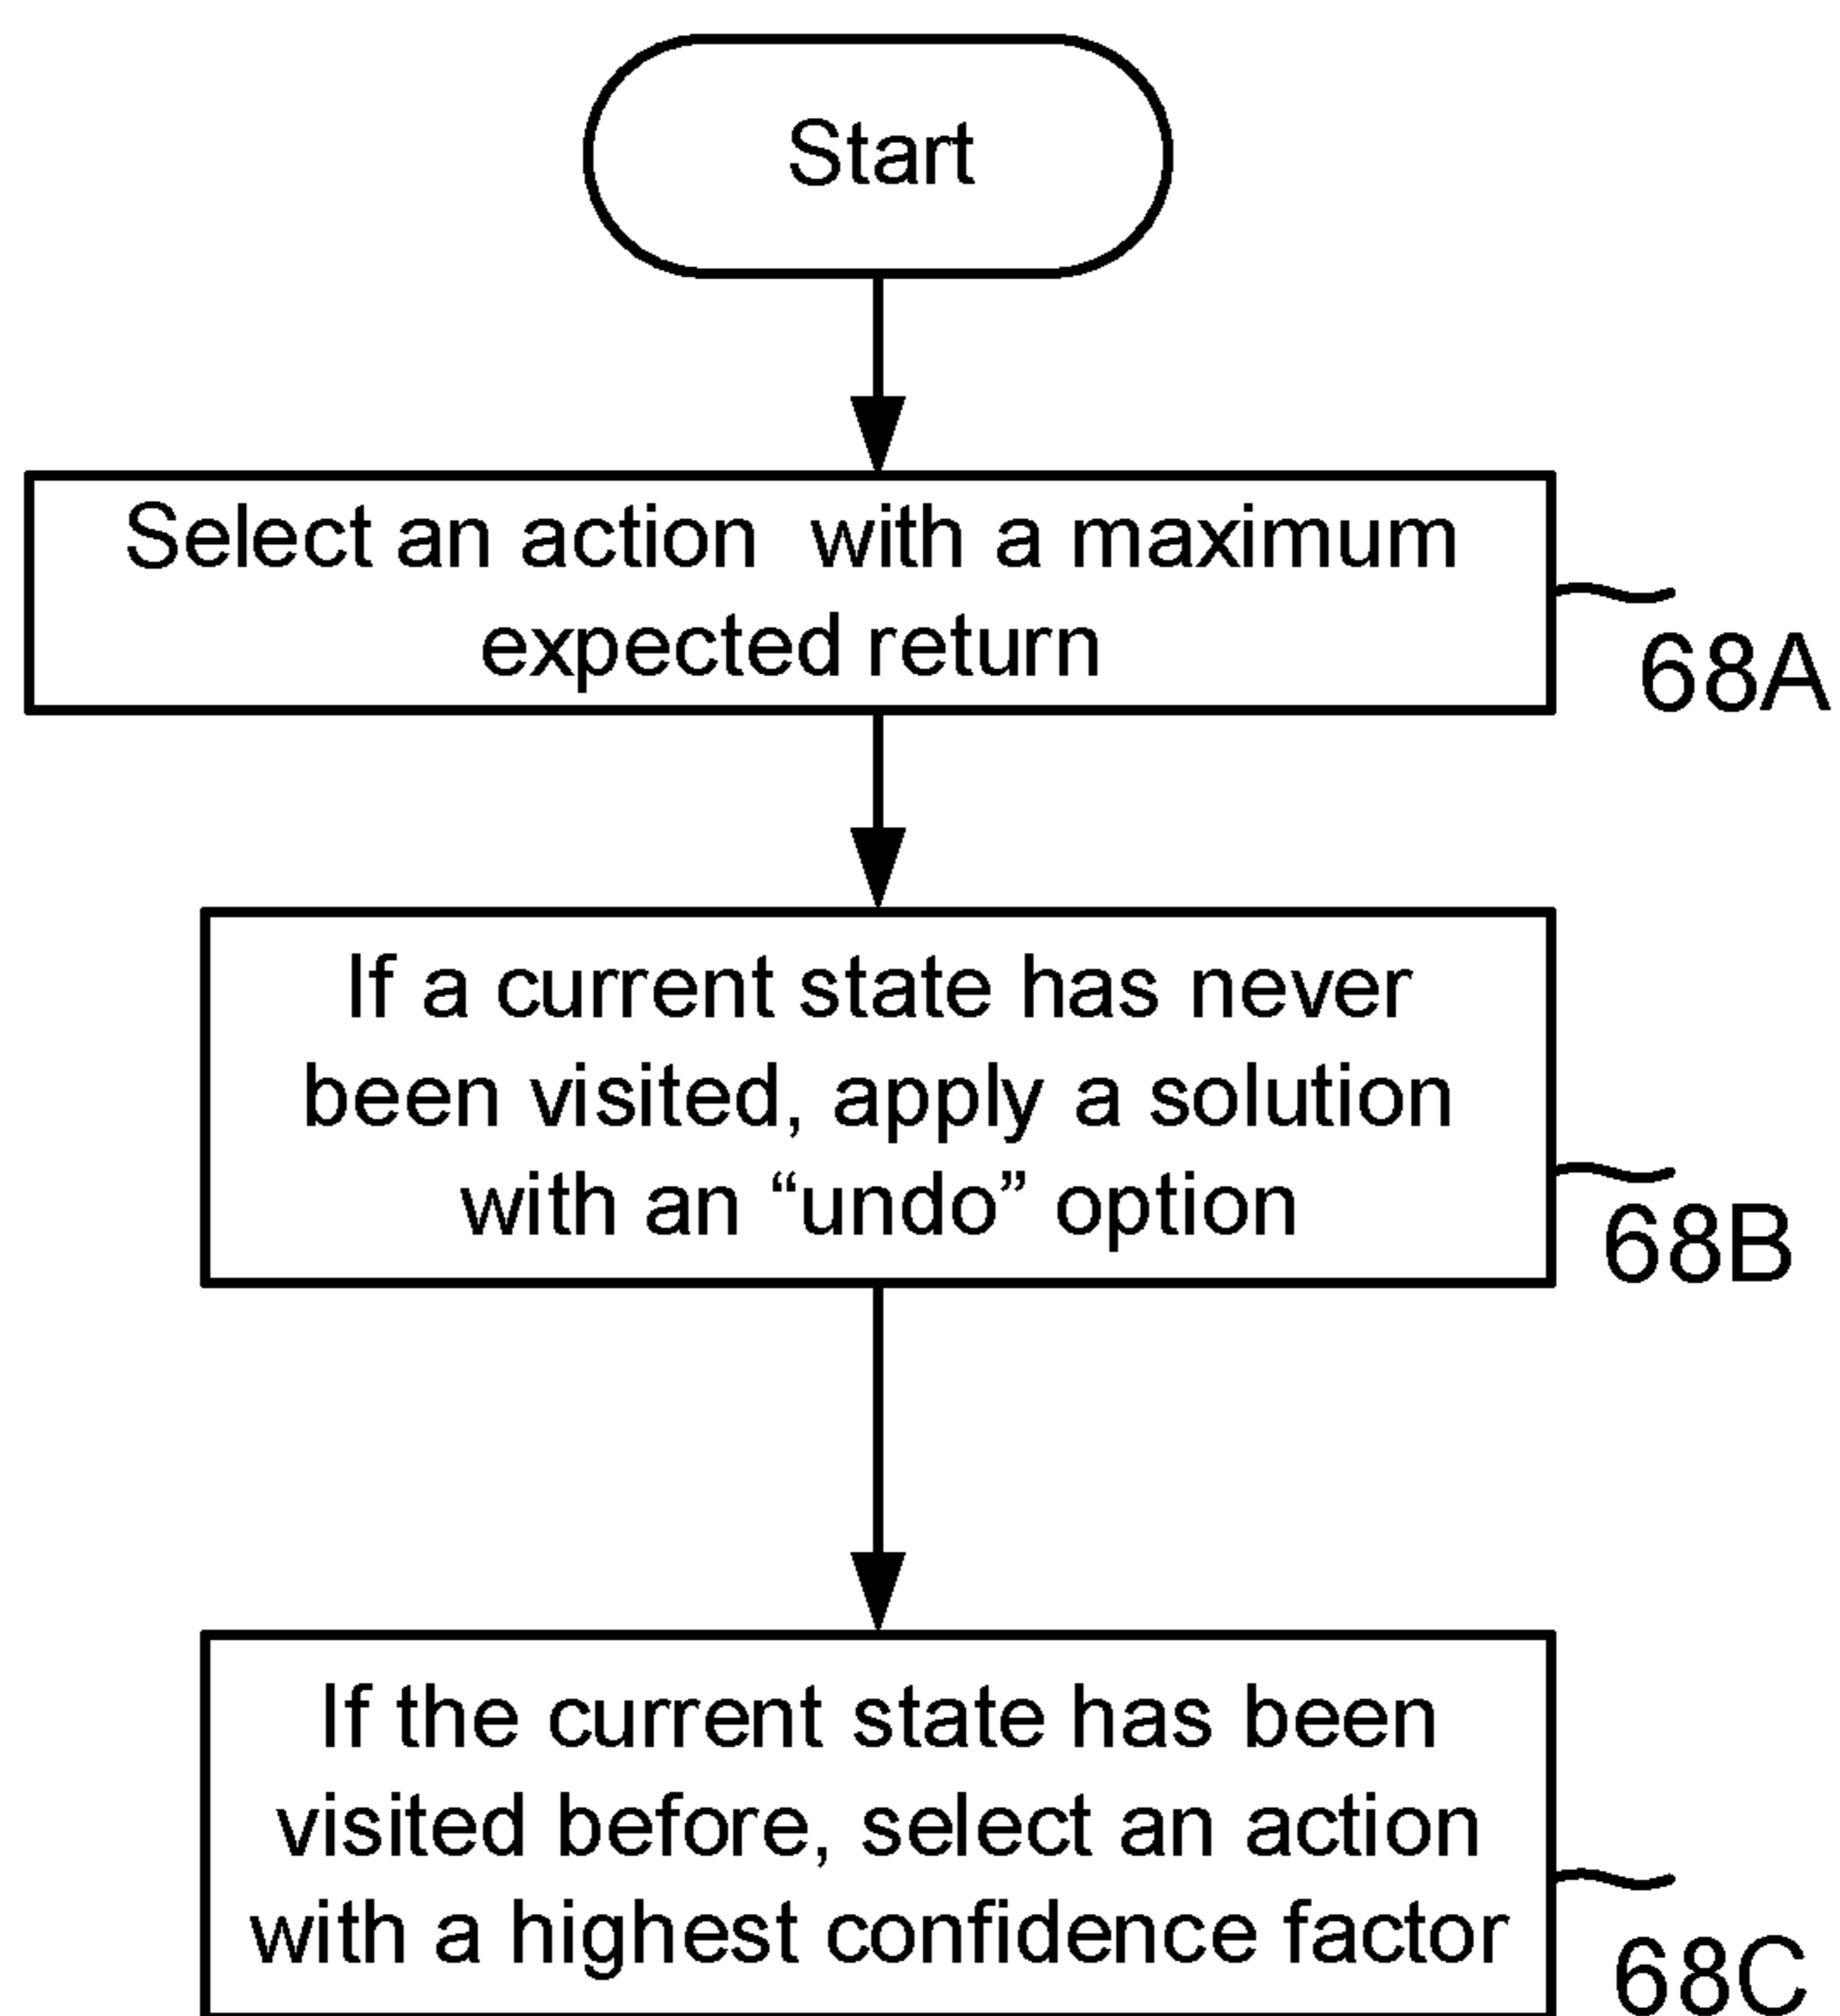 Start
Select an action with a maximum
expected return
68A
If a current state has never
been visited, apply a solution
with an “undo” option
68B
If the current state has been
visited before, select an action
with a highest confidence factor
68C